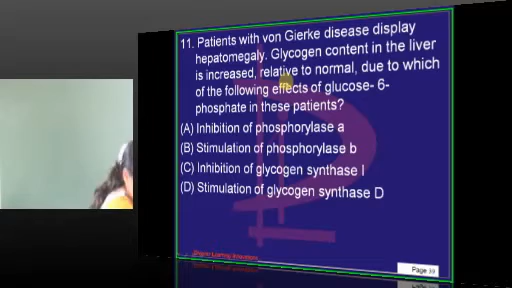 11. Patients with von Gierke disease display
hepatomegaly. Glycogen content in the liver
is increased, relative to normal, due to which
of the following effects of glucose- 6-
phosphate in these patients?
(A) Inhibition of phosphorylase a
(B) Stimulation of phosphorylase b
(C) Inhibition of glycogen synthase I
(D) Stimulation of glycogen synthase D
Page 39